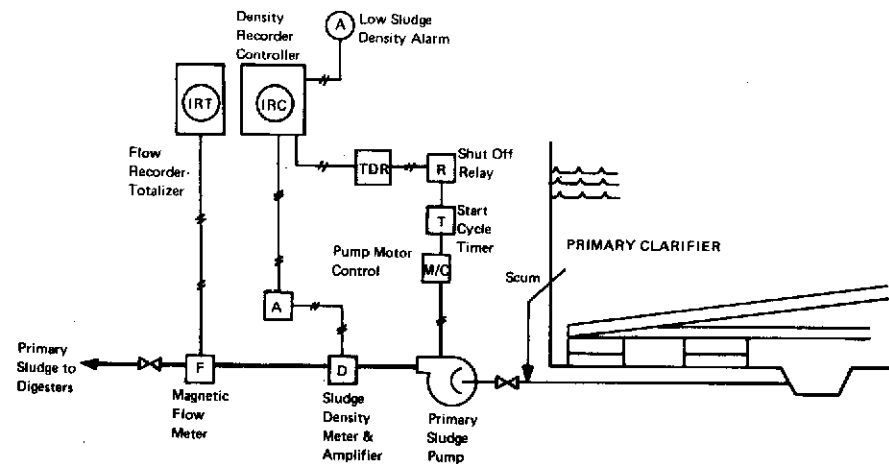 Density
Recorder
Controller
A
Low Sludge
Density Alarm
IRT
IRC
Flow
Recorder-
Totalizer
TDR
R
Shut Off
Relay
T
Start
Cycle
Timer
Pump Motor
Control
M/C
PRIMARY CLARIFIER
Scum
A
Primary
Sludge to
Digesters
F
Magnetic
Flow
Meter
D
Sludge
Density
Meter &
Amplifier
Primary
Sludge
Pump